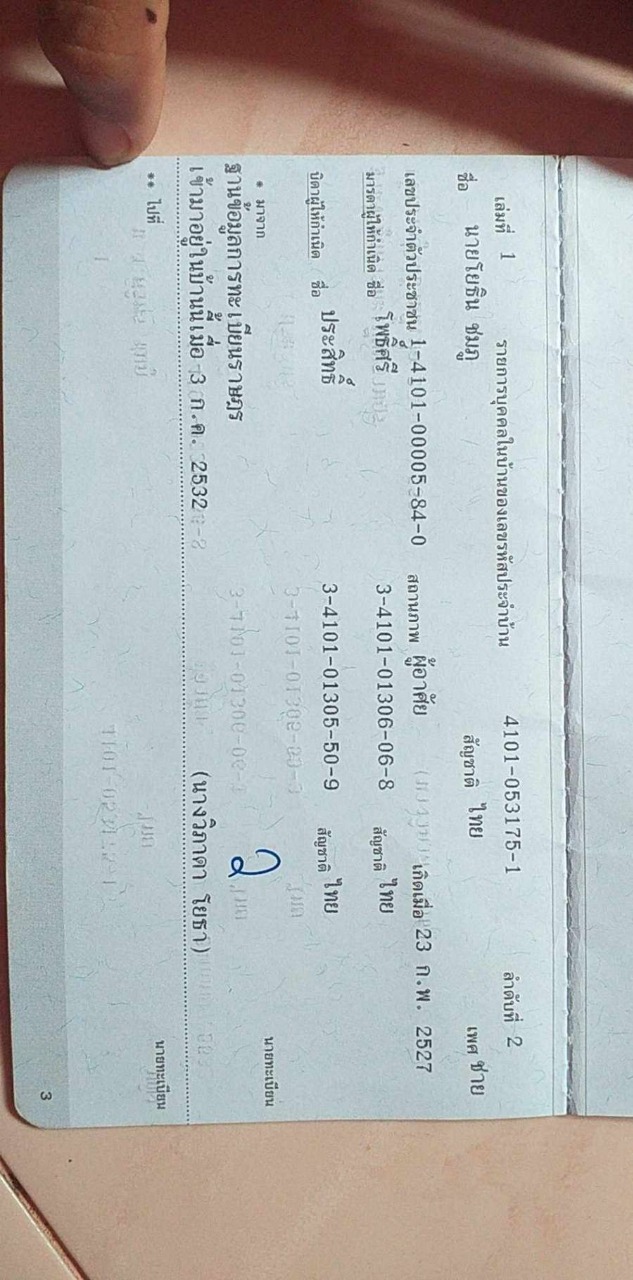 เล่มที่ 1 รายการบุคคลในบ้านของเลขรหัสประจำบ้าน 4101-053175-1 ลำดับที่ 2
ชื่อ นายโยธิน ชมภู สัญชาติ ไทย เพศ ชาย
เลขประจำตัวประชาชน 1-4101-00005-84-0 สถานภาพ ผู้อาศัย เกิดเมื่อ 23 ก.พ. 2527
มารดาผู้ให้กำเนิด ชื่อ โพธิ์ศรี 3-4101-01306-06-8 สัญชาติ ไทย
บิดาผู้ให้กำเนิด ชื่อ ประสิทธิ์ 3-4101-01305-50-9 สัญชาติ ไทย
* มาจาก
ฐานข้อมูลการทะเบียนราษฎร นายทะเบียน
เข้ามาอยู่ในบ้านนี้เมื่อ 3 ก.ค. 2532 (นางวิภาดา โยธา)
** ไปที่
นายทะเบียน
3